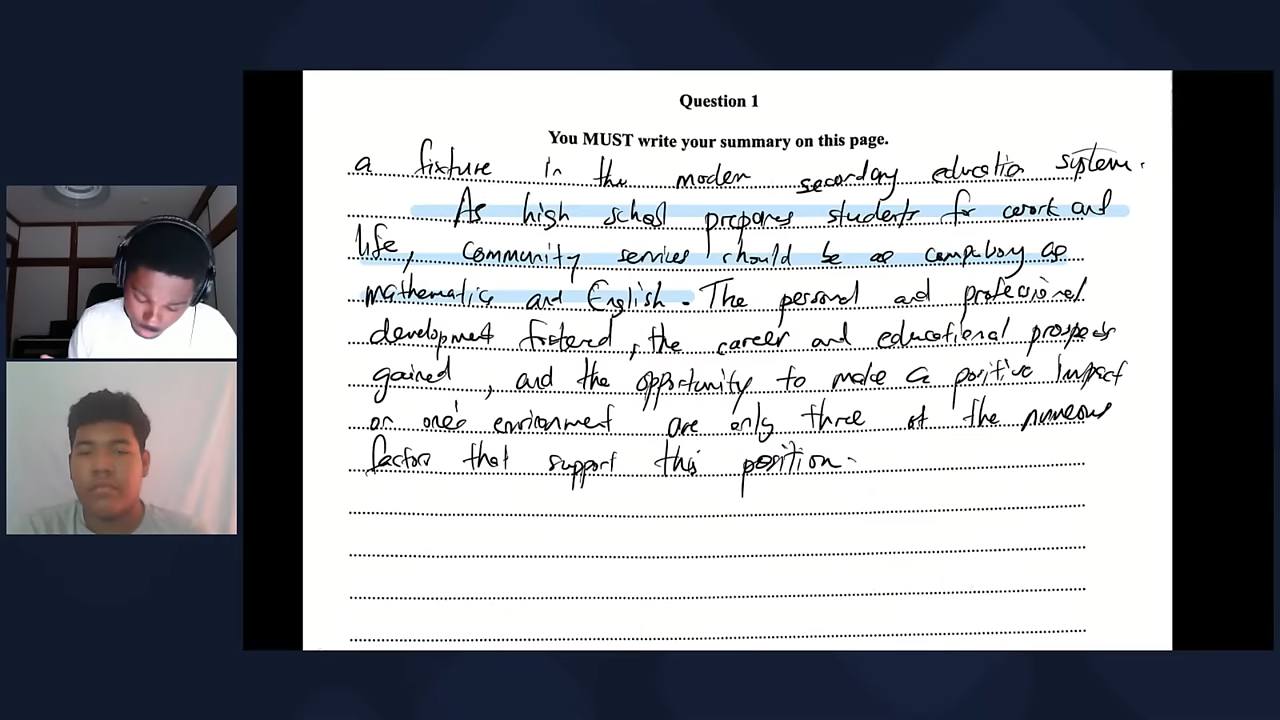 Question 1
You MUST write your summary on this page.
a fixture in the modern secondary education system.
As high school prepares students for work and
life, community services should be as compulsory as
mathematics and English. The personal and professional
development fostered, the career and educational prospects
gained, and the opportunity to make a positive impact
on one's environment are only three of the numerous
factors that support this position.